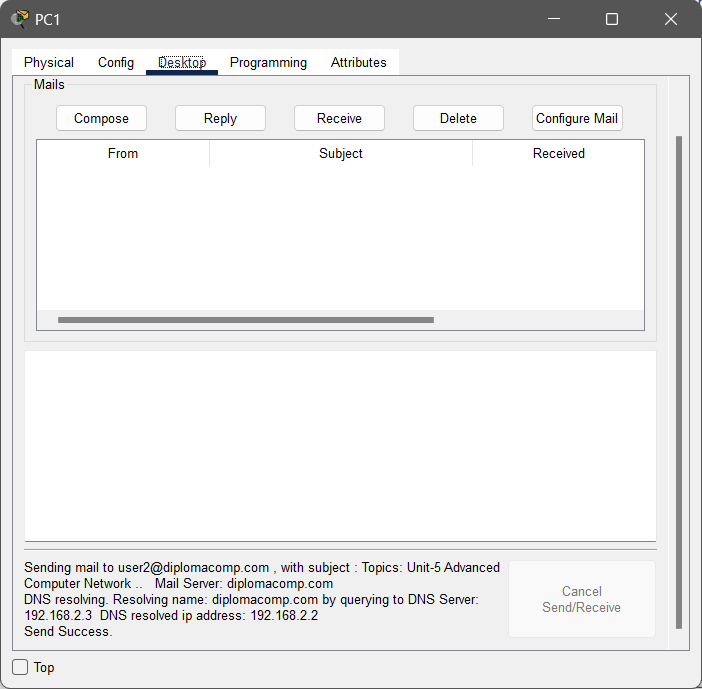 PC1
Physical Config Desktop Programming Attributes
Mails
Compose Reply Receive Delete Configure Mail
From Subject Received
Sending mail to user2@diplomacomp.com , with subject : Topics: Unit-5 Advanced
Computer Network ..   Mail Server: diplomacomp.com
DNS resolving. Resolving name: diplomacomp.com by querying to DNS Server:
192.168.2.3  DNS resolved ip address: 192.168.2.2
Send Success.
Cancel
Send/Receive
Top